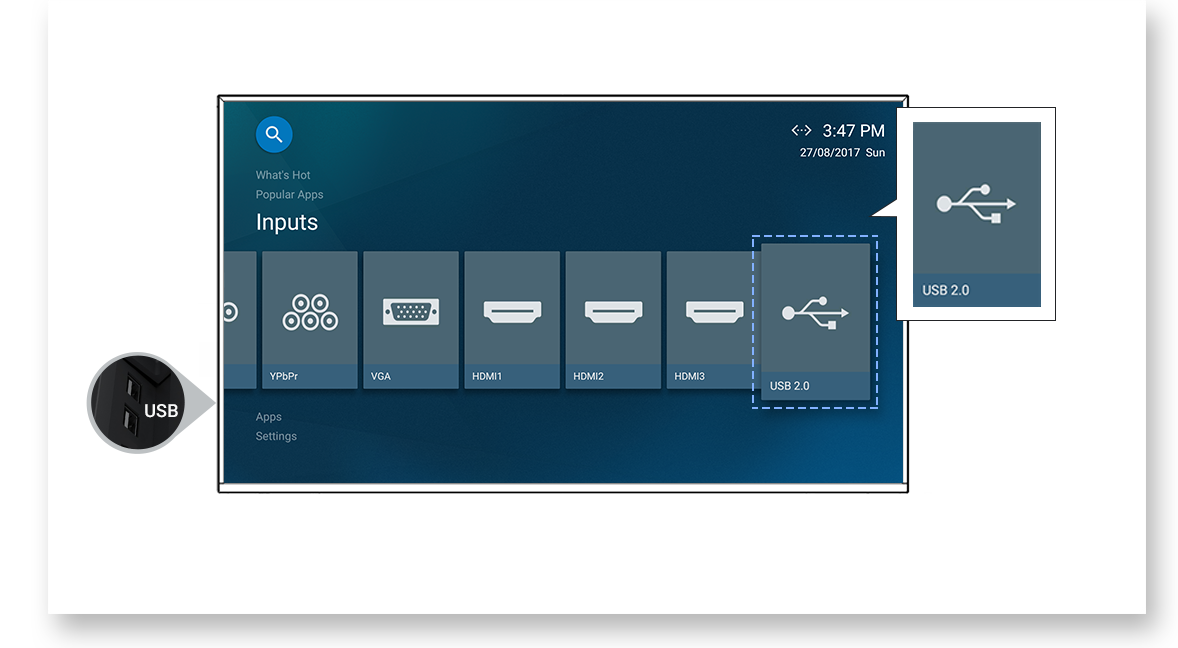 3:47 PM
27/08/2017 Sun
What's Hot
Popular Apps
Inputs
YPbPr
VGA
HDMI1
HDMI2
HDMI3
USB 2.0
USB 2.0
USB
Apps
Settings